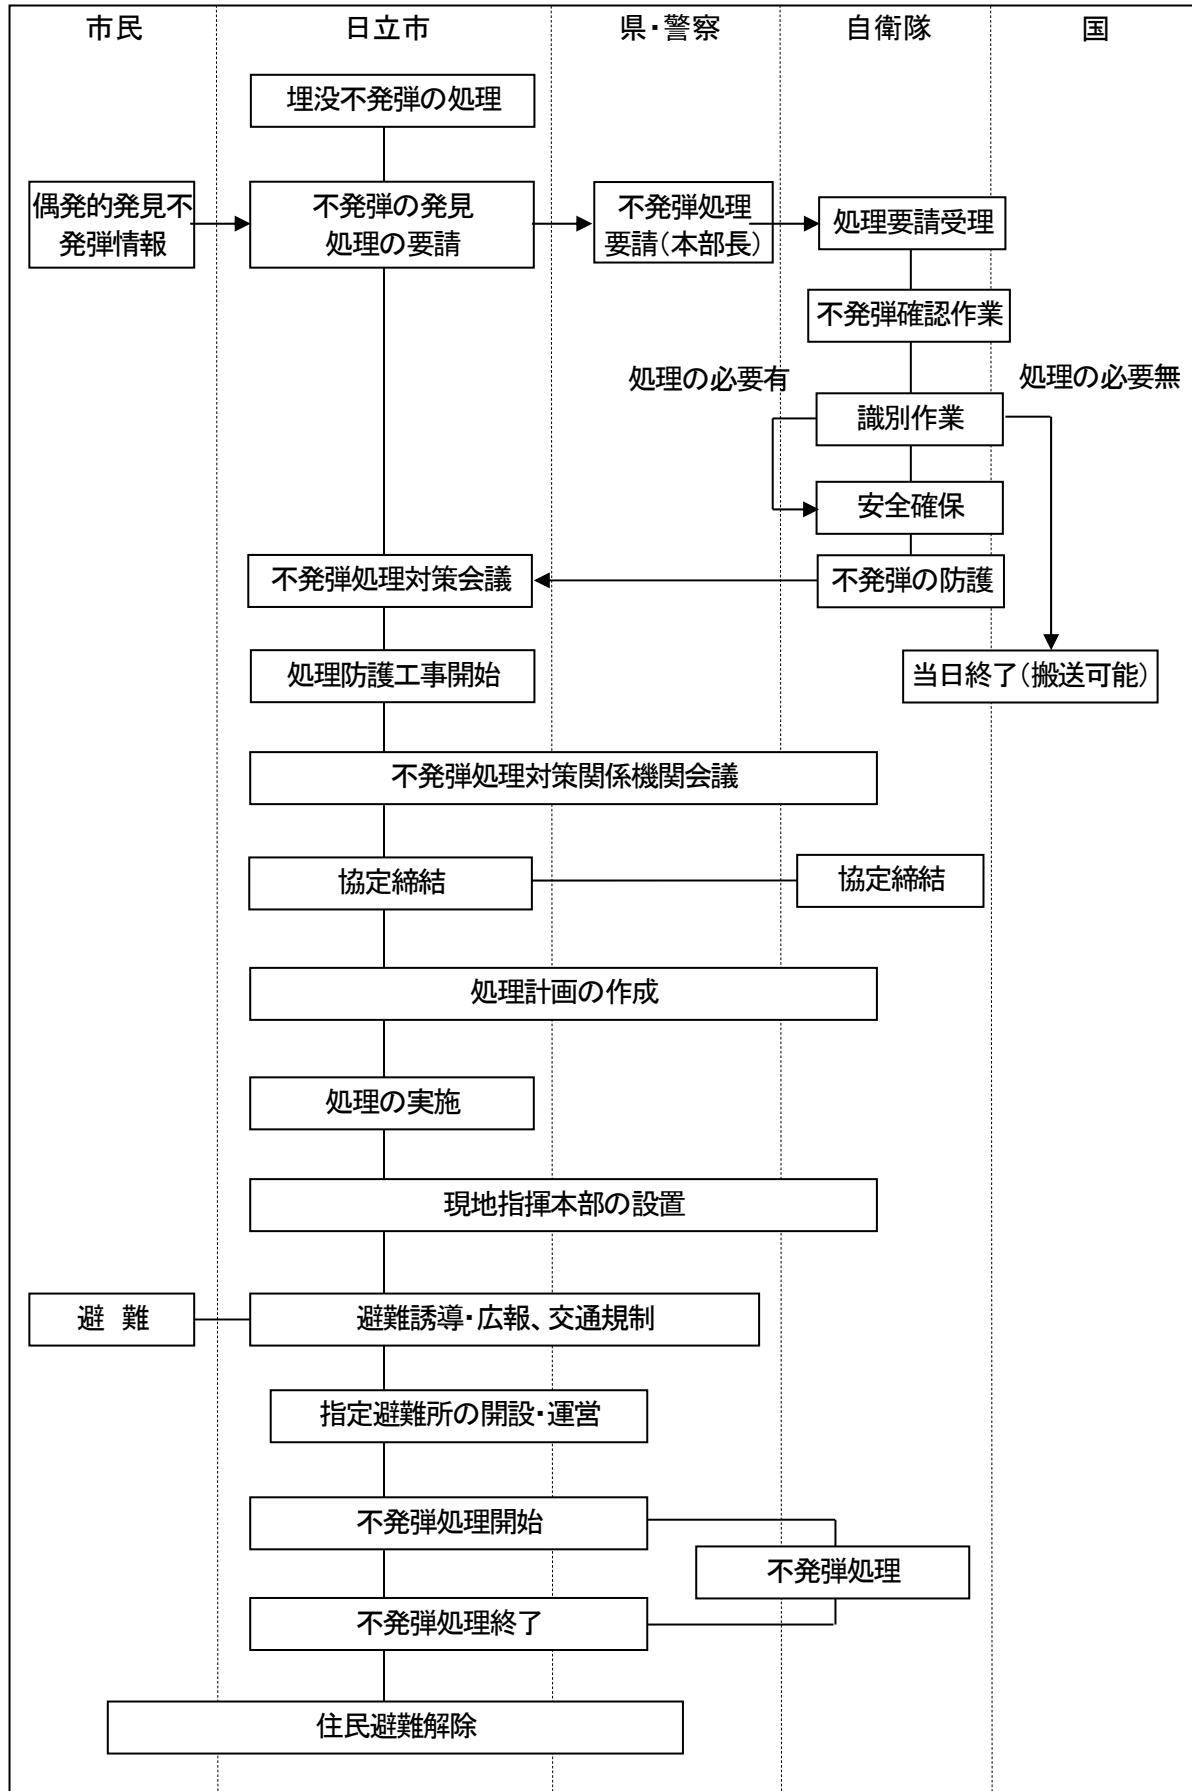 市民
日立市
県・警察
自衛隊
国
埋没不発弾の処理
偶発的発見不
発弾情報
不発弾の発見
処理の要請
不発弾処理
要請（本部長）
処理要請受理
不発弾確認作業
処理の必要有
処理の必要無
識別作業
安全確保
不発弾処理対策会議
不発弾の防護
処理防護工事開始
当日終了（搬送可能）
不発弾処理対策関係機関会議
協定締結
協定締結
処理計画の作成
処理の実施
現地指揮本部の設置
避 難
避難誘導・広報、交通規制
指定避難所の開設・運営
不発弾処理開始
不発弾処理
不発弾処理終了
住民避難解除